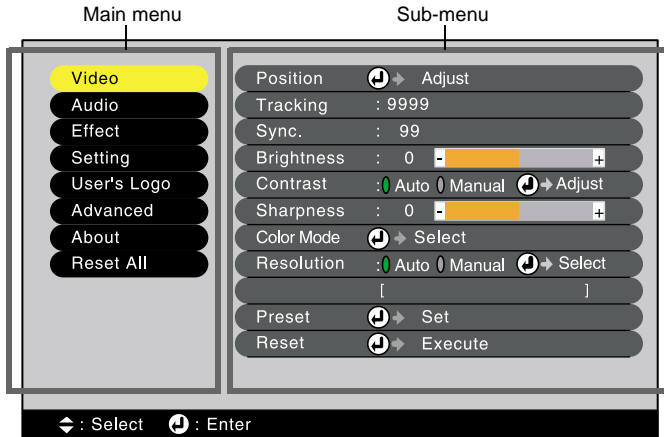 Main menu
Sub-menu
Video
Audio
Effect
Setting
User's Logo
Advanced
About
Reset All
Position Adjust
Tracking : 9999
Sync. : 99
Brightness : 0 - +
Contrast : Auto Manual Adjust
Sharpness : 0 - +
Color Mode Select
Resolution : Auto Manual Select
[ ]
Preset Set
Reset Execute
: Select : Enter